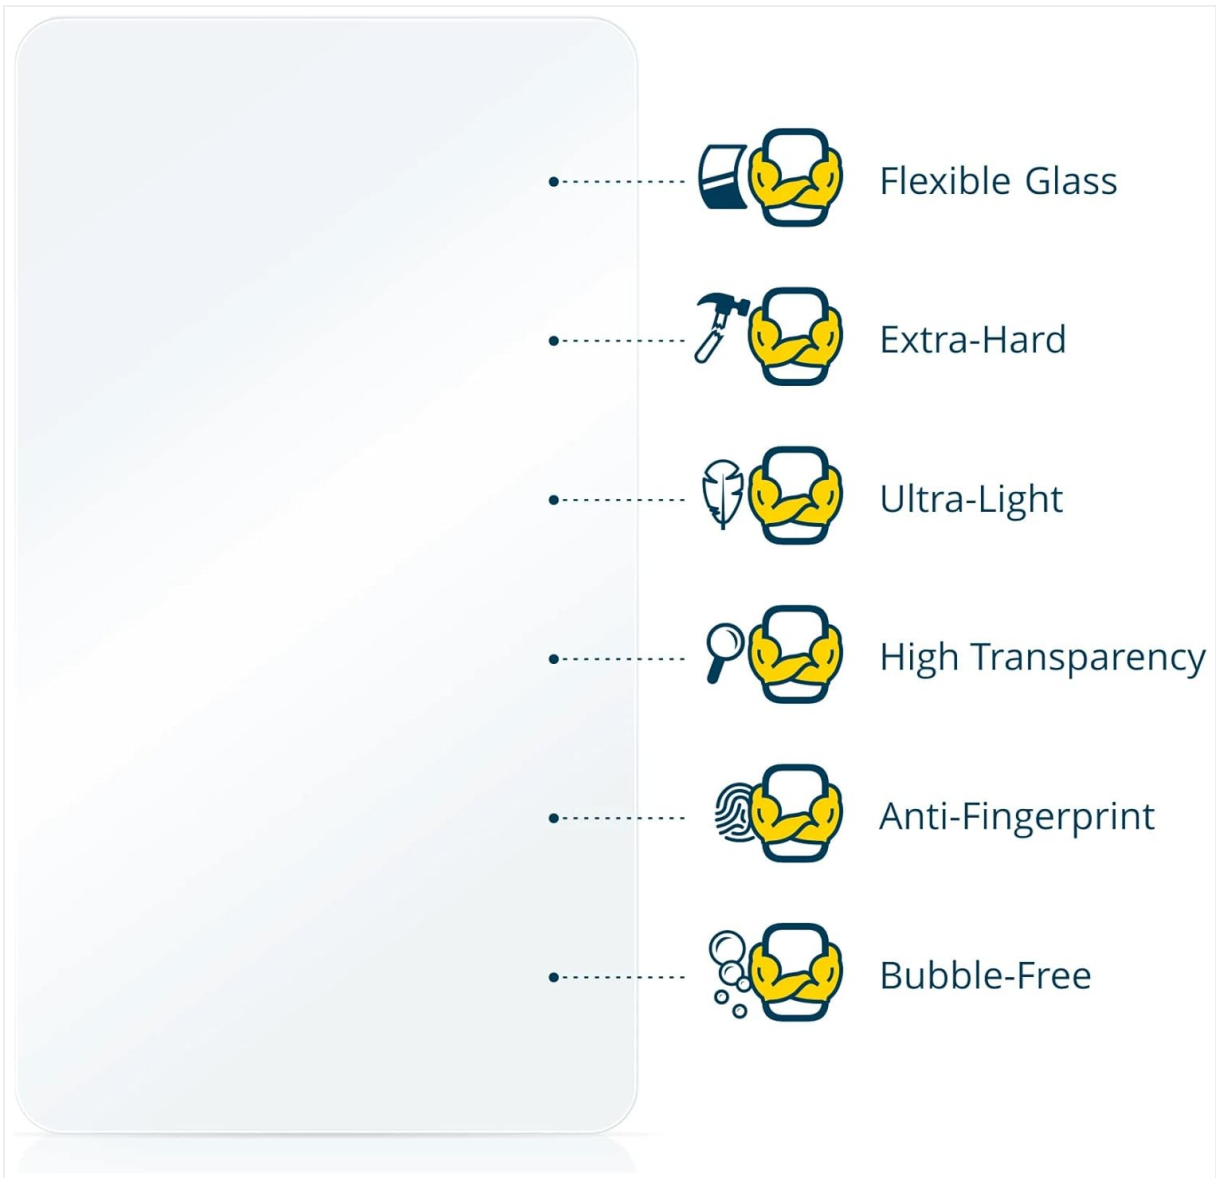 Flexible Glass
Extra-Hard
Ultra-Light
High Transparency
Anti-Fingerprint
Bubble-Free